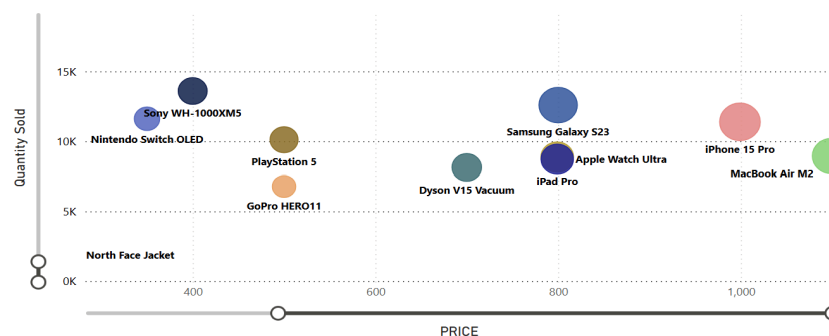 Quantity Sold
15K
10K
5K
0K
Sony WH-1000XM5
Nintendo Switch OLED
PlayStation 5
GoPro HERO11
North Face Jacket
Samsung Galaxy S23
Apple Watch Ultra
iPad Pro
Dyson V15 Vacuum
iPhone 15 Pro
MacBook Air M2
400
600
800
1,000
PRICE